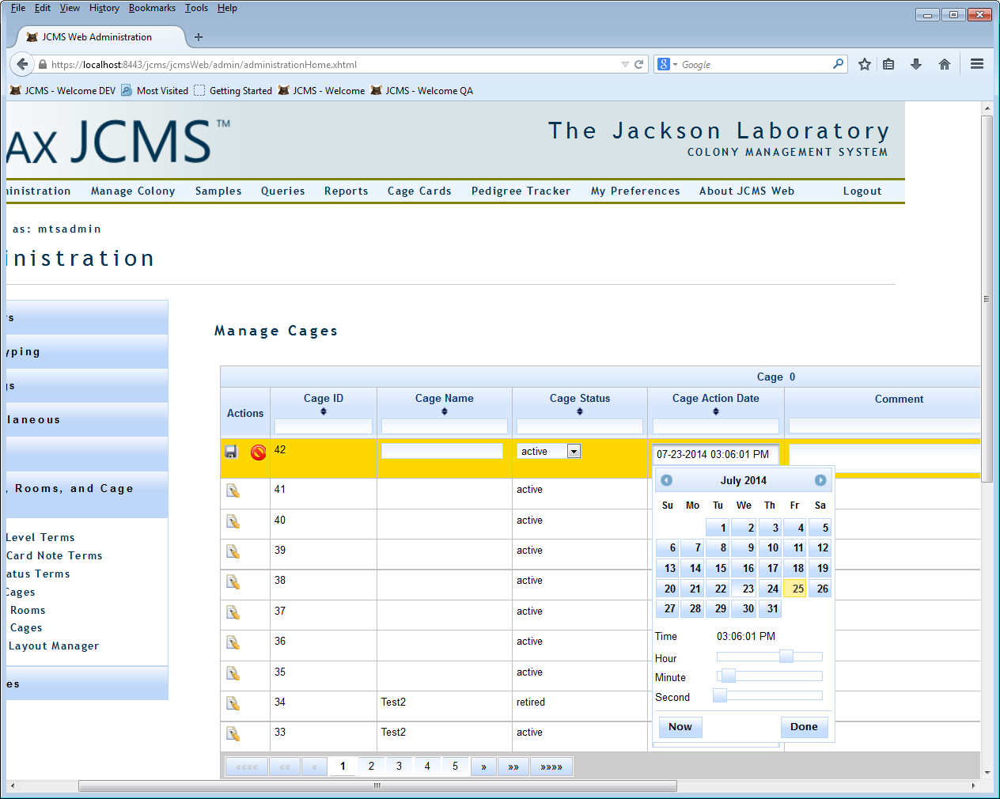 File Edit View History Bookmarks Tools Help
JCMS Web Administration
https://localhost:8443/jcms/jcmsWeb/admin/administrationHome.xhtml
8 Google
JCMS - Welcome DEV Most Visited Getting Started JCMS - Welcome JCMS - Welcome QA
AX JCMS™
The Jackson Laboratory
COLONY MANAGEMENT SYSTEM
ninistration Manage Colony Samples Queries Reports Cage Cards Pedigree Tracker My Preferences About JCMS Web Logout
as: mtsadmin
inistration
rs
yping
gs
laneous
, Rooms, and Cage
Level Terms
Card Note Terms
atus Terms
Cages
Rooms
Cages
Layout Manager
es
Manage Cages
Cage 0
Actions Cage ID Cage Name Cage Status Cage Action Date Comment
42 active 07-23-2014 03:06:01 PM
41 active
40 active
39 active
38 active
37 active
36 active
35 active
34 Test2 retired
33 Test2 active
July 2014
Su Mo Tu We Th Fr Sa
1 2 3 4 5
6 7 8 9 10 11 12
13 14 15 16 17 18 19
20 21 22 23 24 25 26
27 28 29 30 31
Time 03:06:01 PM
Hour
Minute
Second
Now Done
«««« «« « 1 2 3 4 5 » »» »»»»